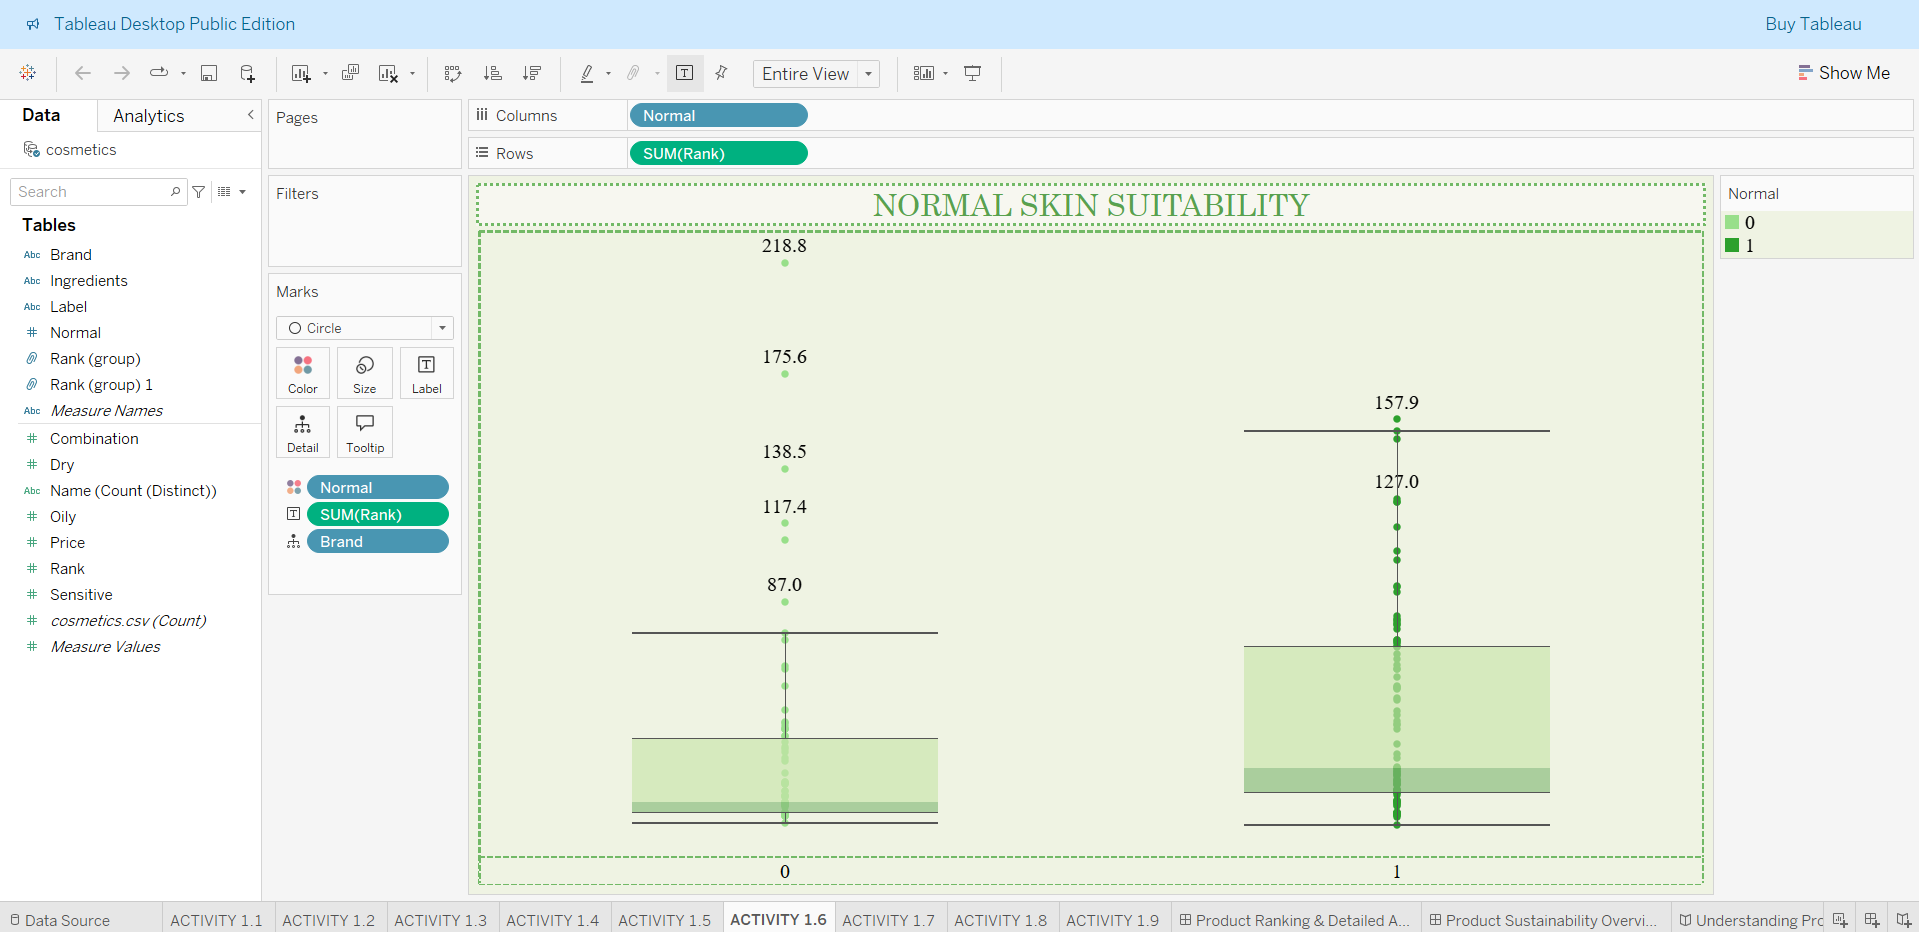 Tableau Desktop Public Edition
Buy Tableau
Entire View
Show Me
Data
Analytics
Pages
Columns
Normal
cosmetics
Rows
SUM(Rank)
Search
Filters
Tables
Brand
Ingredients
Label
Normal
Rank (group)
Rank (group) 1
Measure Names
Combination
Dry
Name (Count (Distinct))
Oily
Price
Rank
Sensitive
cosmetics.csv (Count)
Measure Values
Marks
Circle
Color
Size
Label
Detail
Tooltip
Normal
SUM(Rank)
Brand
NORMAL SKIN SUITABILITY
218.8
175.6
138.5
117.4
87.0
157.9
127.0
0
1
Normal
0
1
Data Source
ACTIVITY 1.1
ACTIVITY 1.2
ACTIVITY 1.3
ACTIVITY 1.4
ACTIVITY 1.5
ACTIVITY 1.6
ACTIVITY 1.7
ACTIVITY 1.8
ACTIVITY 1.9
Product Ranking & Detailed A...
Product Sustainability Overvi...
Understanding Prc